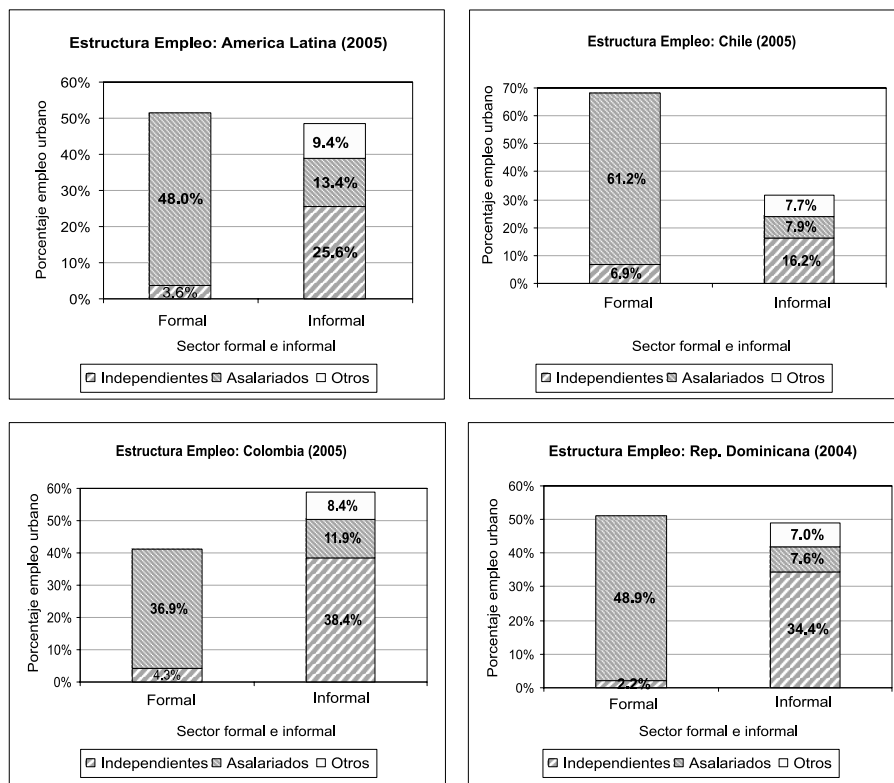 Estructura Empleo: America Latina (2005)
Porcentaje empleo urbano
60%
50%
40%
30%
20%
10%
0%
48.0%
3.6%
9.4%
13.4%
25.6%
Formal Informal
Sector formal e informal
Independientes Asalariados Otros
Estructura Empleo: Chile (2005)
Porcentaje empleo urbano
70%
60%
50%
40%
30%
20%
10%
0%
61.2%
6.9%
7.7%
7.9%
16.2%
Formal Informal
Sector formal e informal
Independientes Asalariados Otros
Estructura Empleo: Colombia (2005)
Porcentaje empleo urbano
60%
50%
40%
30%
20%
10%
0%
36.9%
4.3%
8.4%
11.9%
38.4%
Formal Informal
Sector formal e informal
Independientes Asalariados Otros
Estructura Empleo: Rep. Dominicana (2004)
Porcentaje empleo urbano
60%
50%
40%
30%
20%
10%
0%
48.9%
2.2%
7.0%
7.6%
34.4%
Formal Informal
Sector formal e informal
Independientes Asalariados Otros